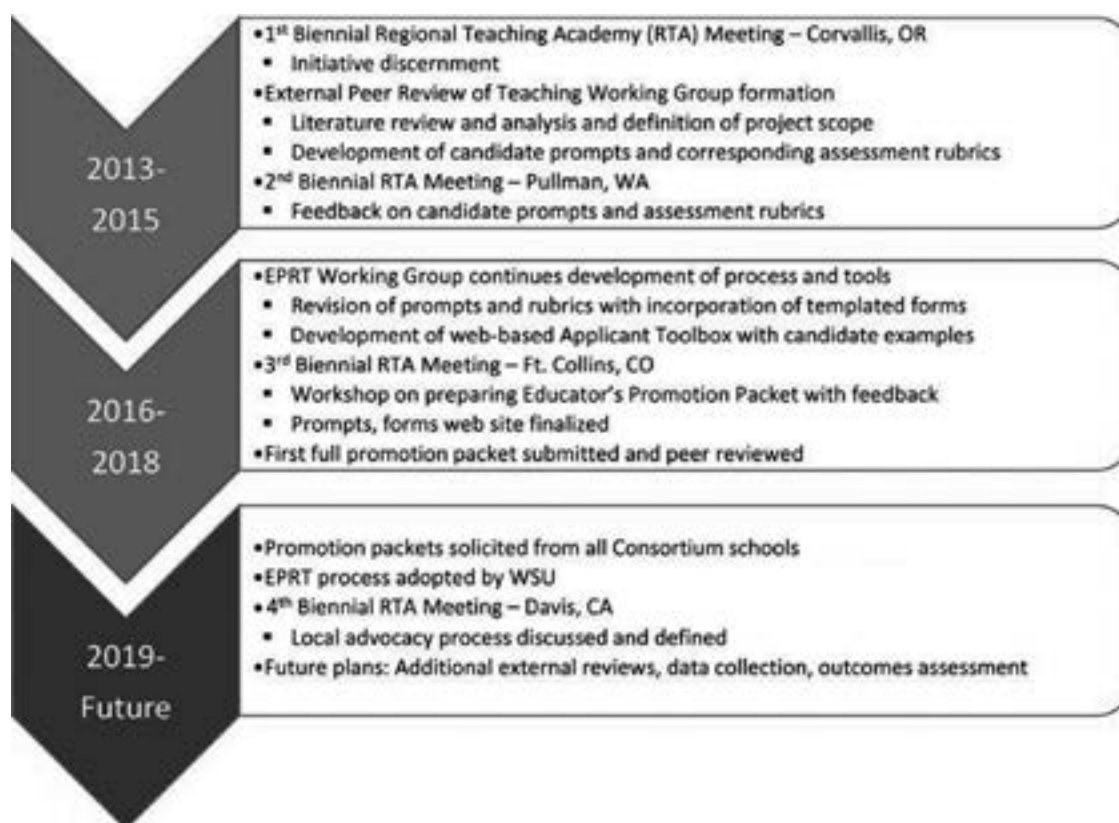 2013-
2015
•1st Biennial Regional Teaching Academy (RTA) Meeting – Corvallis, OR
▪ Initiative discernment
•External Peer Review of Teaching Working Group formation
▪ Literature review and analysis and definition of project scope
▪ Development of candidate prompts and corresponding assessment rubrics
•2nd Biennial RTA Meeting – Pullman, WA
▪ Feedback on candidate prompts and assessment rubrics
2016-
2018
•EPRT Working Group continues development of process and tools
▪ Revision of prompts and rubrics with incorporation of templated forms
▪ Development of web-based Applicant Toolbox with candidate examples
•3rd Biennial RTA Meeting – Ft. Collins, CO
▪ Workshop on preparing Educator's Promotion Packet with feedback
▪ Prompts, forms web site finalized
•First full promotion packet submitted and peer reviewed
2019-
Future
•Promotion packets solicited from all Consortium schools
•EPRT process adopted by WSU
•4th Biennial RTA Meeting – Davis, CA
▪ Local advocacy process discussed and defined
•Future plans: Additional external reviews, data collection, outcomes assessment